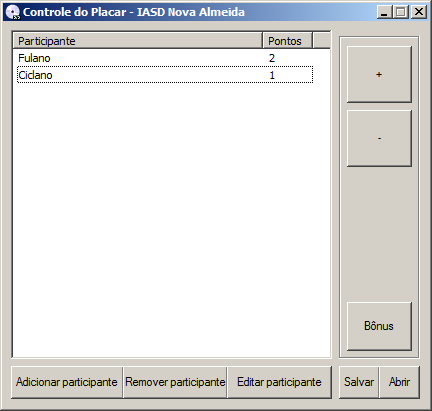 Controle do Placar - IASD Nova Almeida
Participante Pontos
Fulano 2
Ciclano 1
+
-
Bônus
Adicionar participante Remover participante Editar participante Salvar Abrir